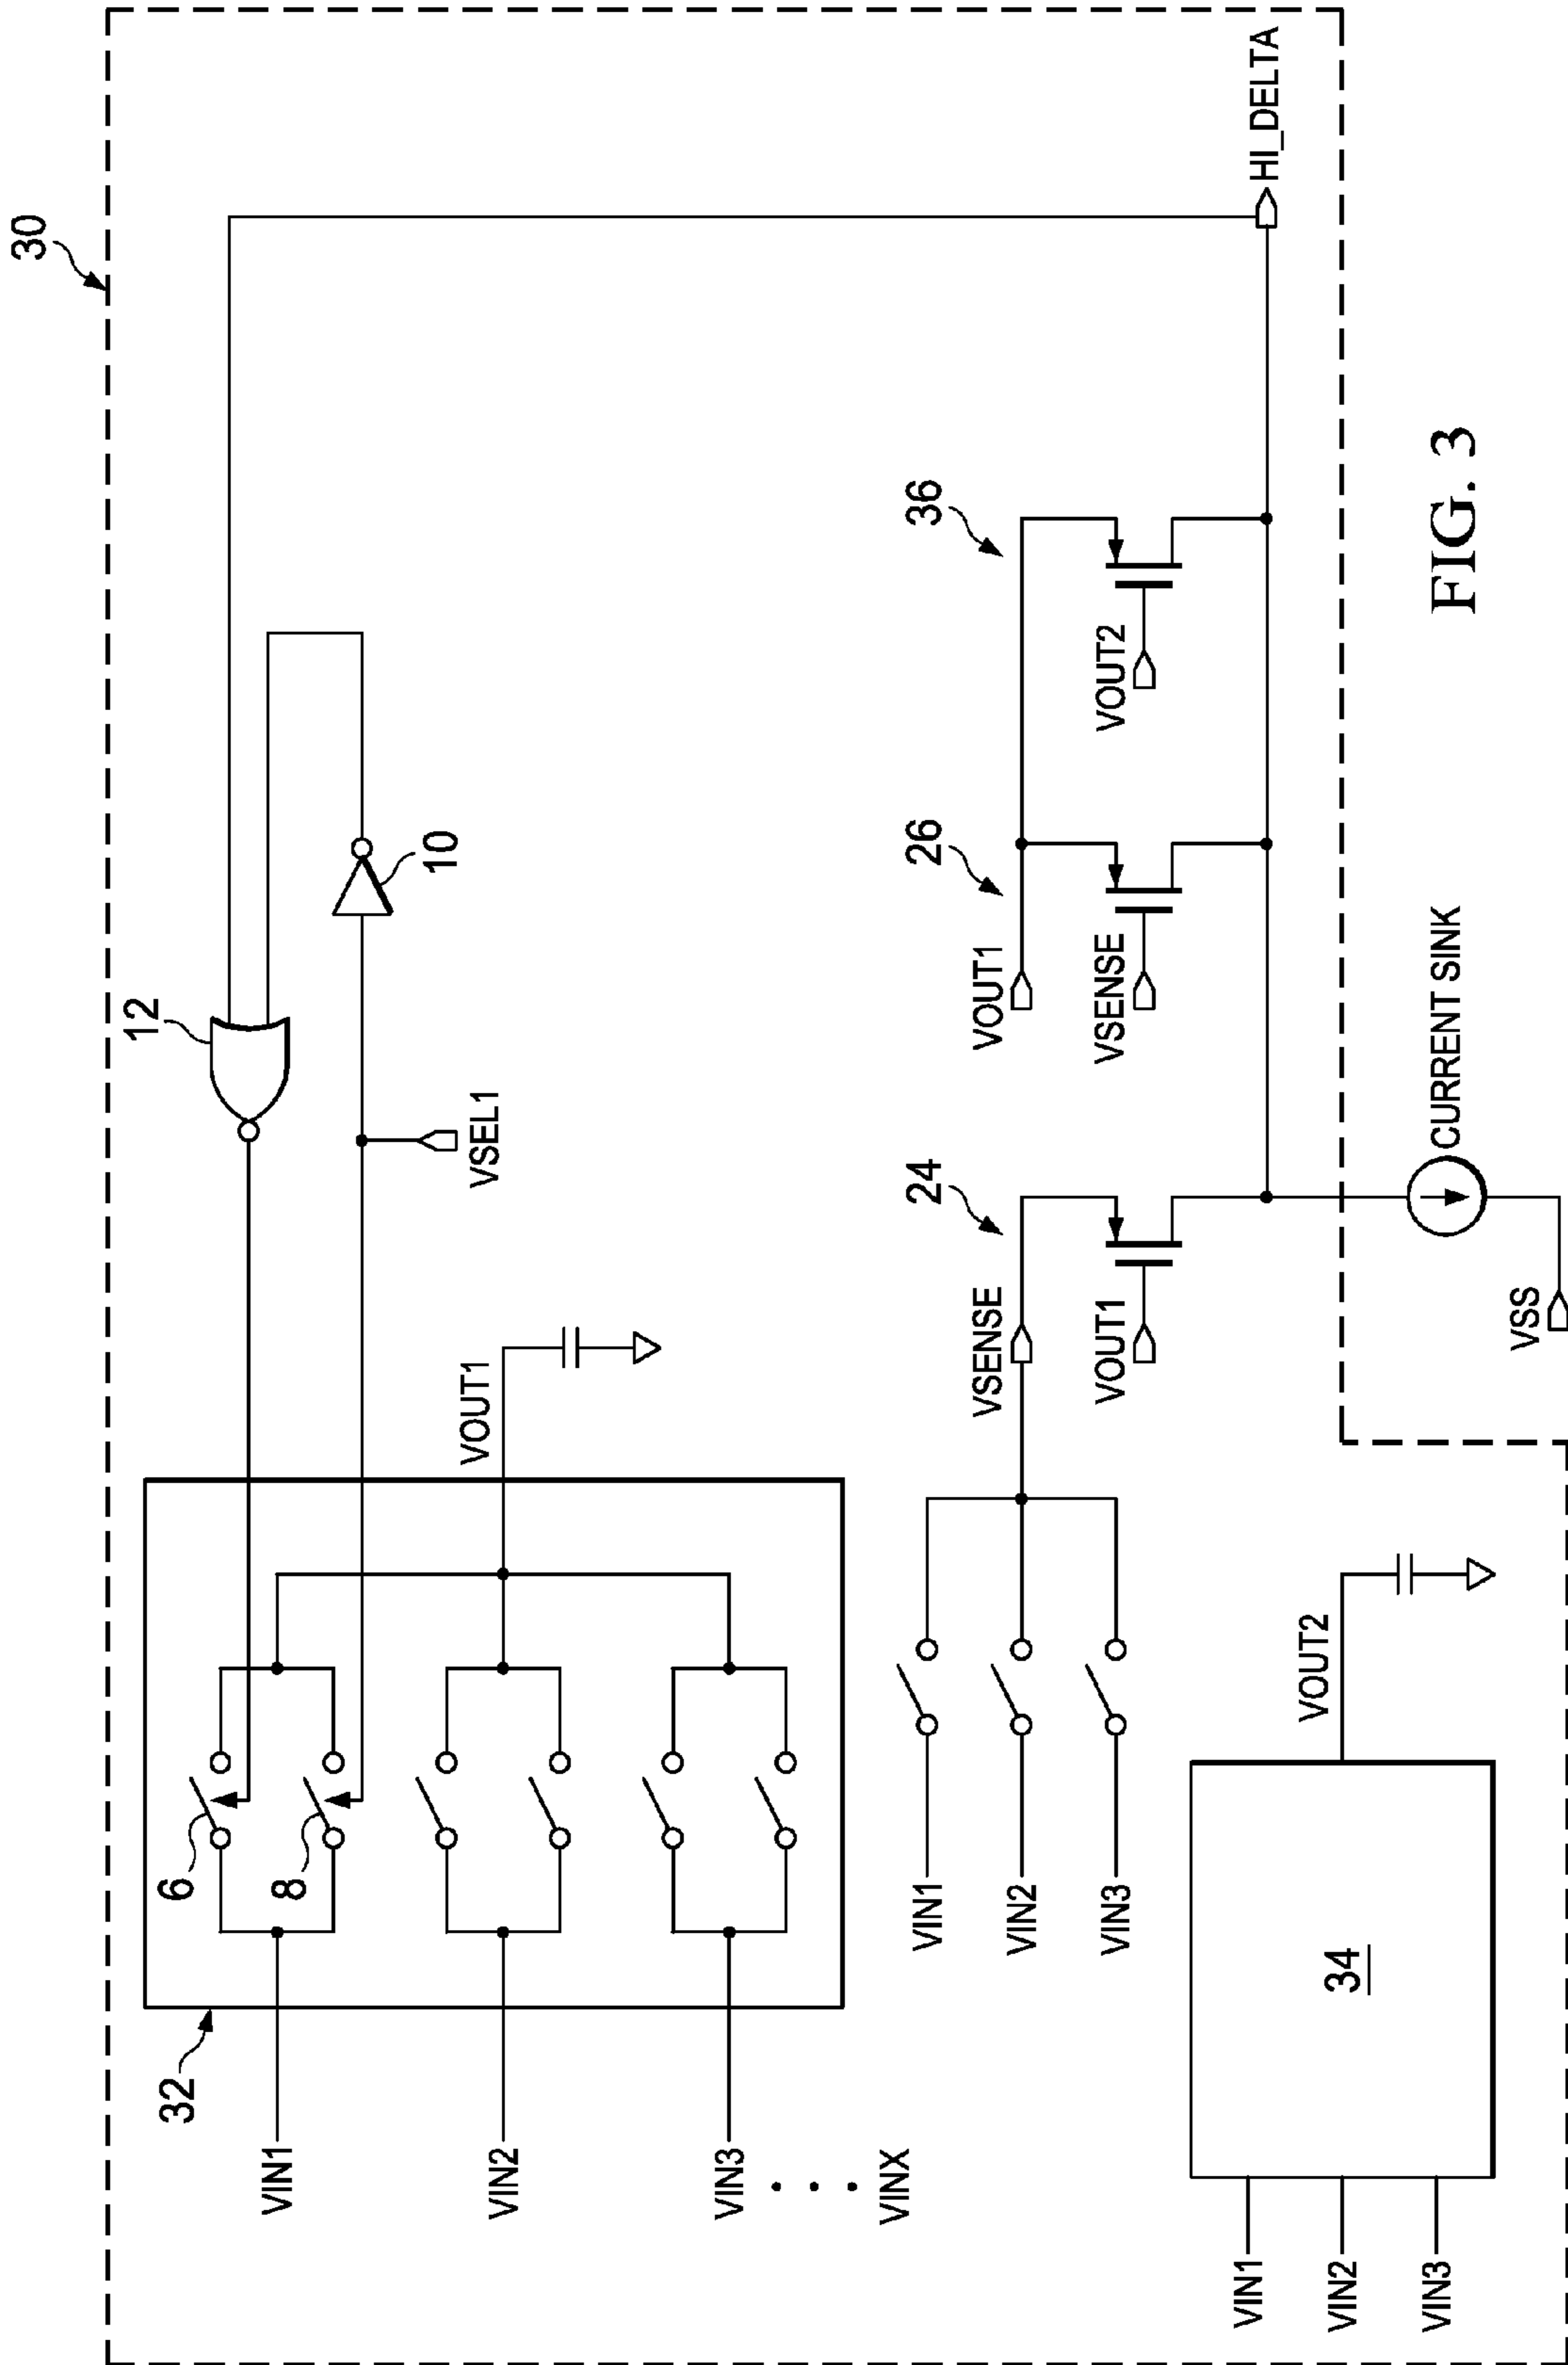 30
32
VIN1
VIN2
VIN3
VINX
6
8
12
10
VSEL1
VOUT1
HI_DELTA
VIN1
VIN2
VIN3
VSENSE
24
VOUT1
VOUT1
26
VSENSE
36
VOUT2
VIN1
VIN2
VIN3
34
VOUT2
VSS
CURRENT SINK
FIG. 3